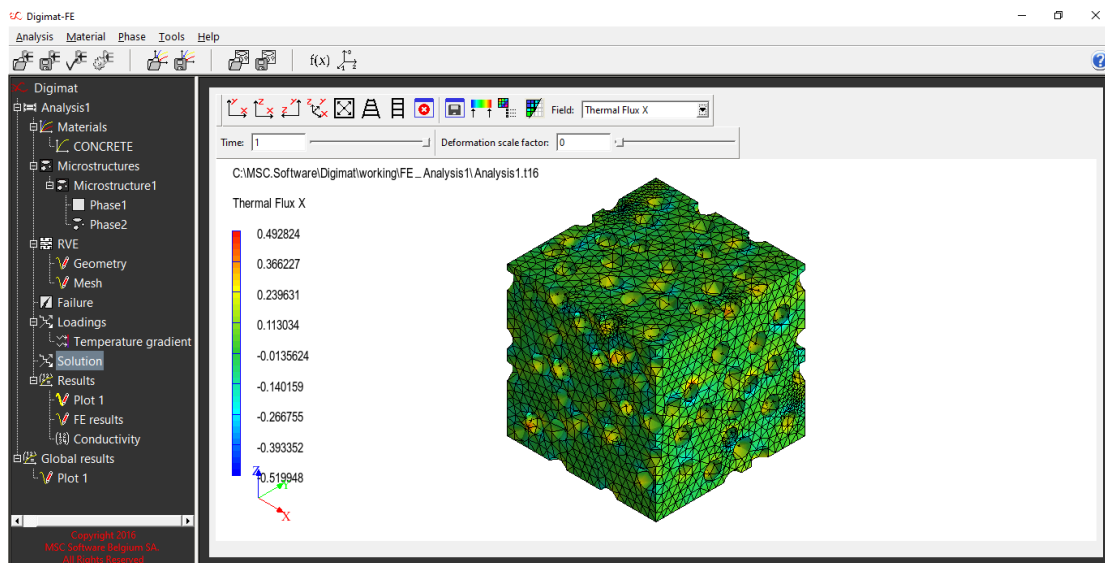 Digimat-FE
Analysis Material Phase Tools Help
f(x)
Digimat
Analysis1
Materials
CONCRETE
Microstructures
Microstructure1
Phase1
Phase2
RVE
Geometry
Mesh
Failure
Loadings
Temperature gradient
Solution
Results
Plot 1
FE results
Conductivity
Global results
Plot 1
Copyright 2016
MSC Software Belgium SA.
All Rights Reserved
Field: Thermal Flux X
Time: 1 Deformation scale factor: 0
C:\MSC.Software\Digimat\working\FE_Analysis1\Analysis1.t16
Thermal Flux X
0.492824
0.366227
0.239631
0.113034
-0.0135624
-0.140159
-0.266755
-0.393352
-0.519948
Z
Y
X